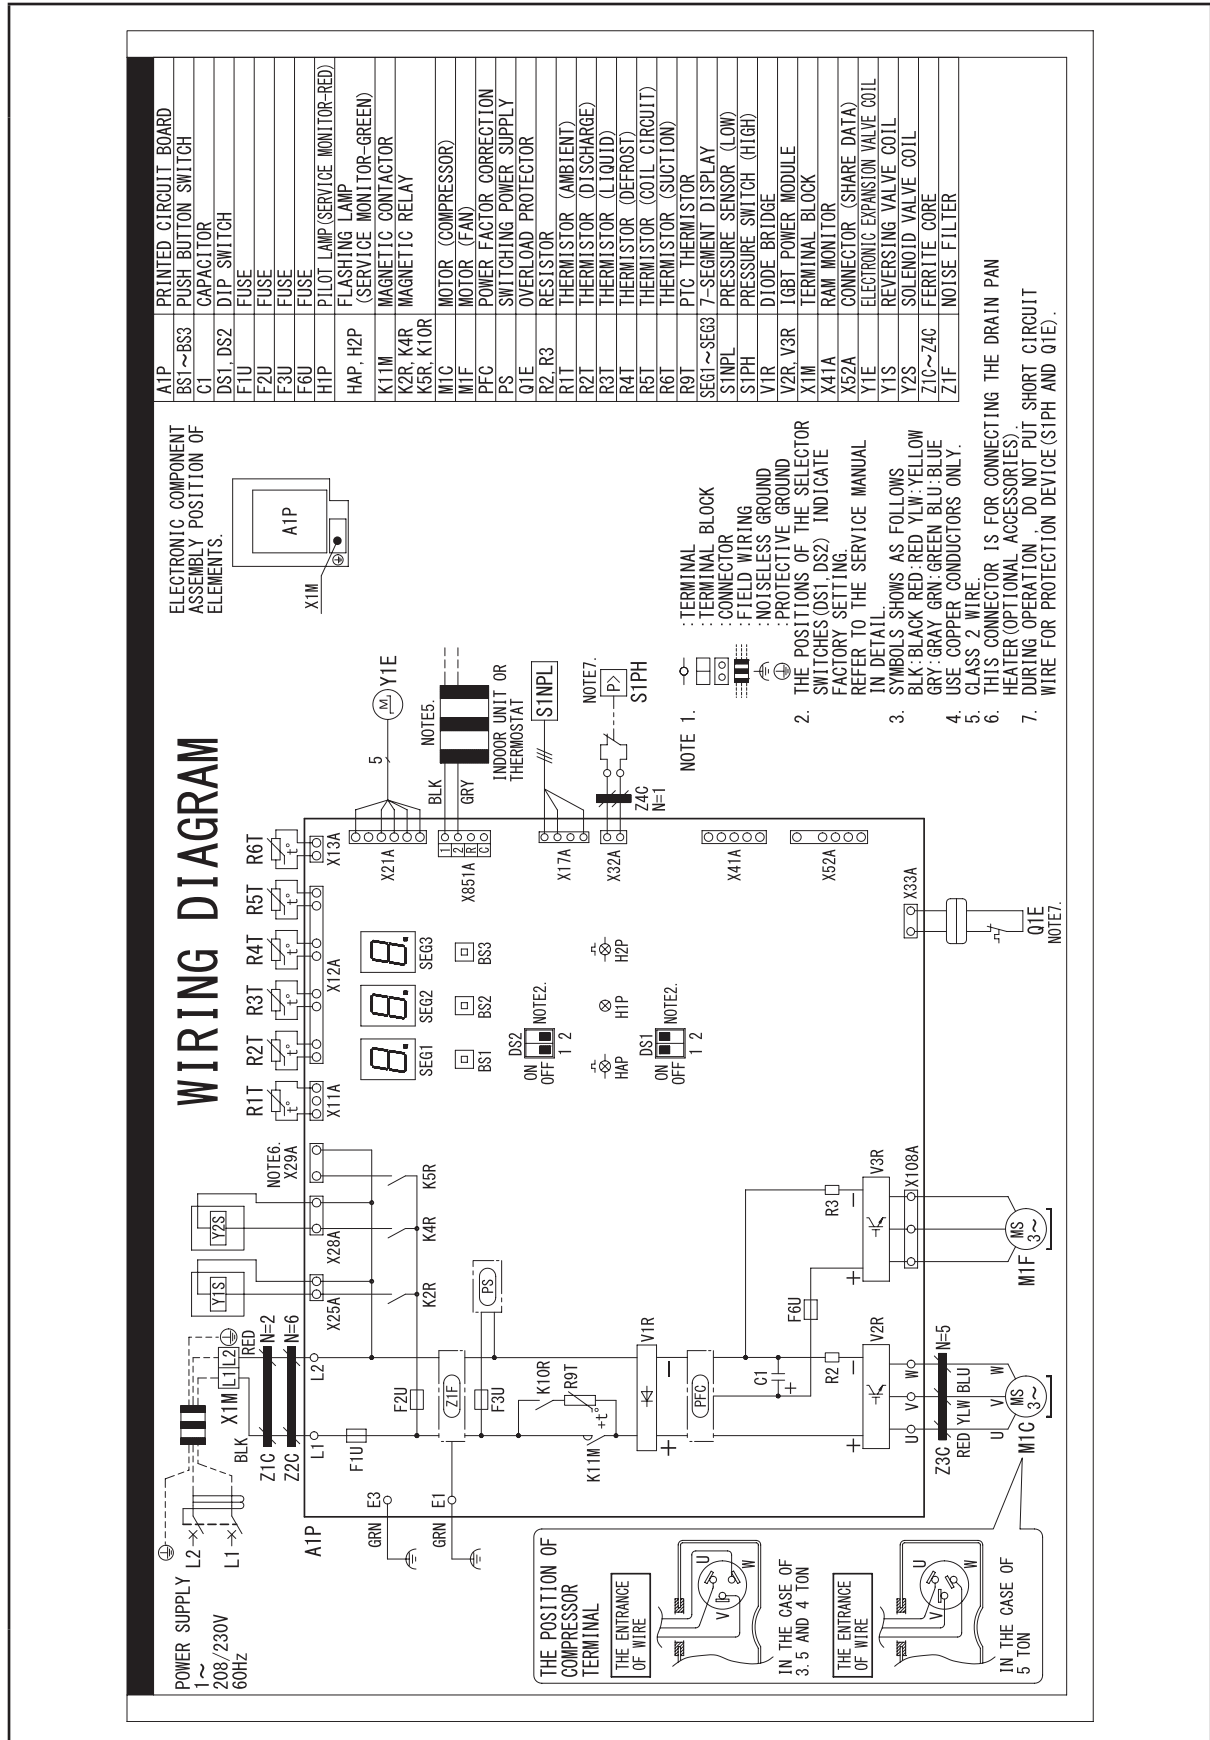 WIRING DIAGRAM
POWER SUPPLY
1~
208/230V
60Hz
L2
L1
X1M
L1 L2
BLK
RED
Z1C
N=2
Z2C
N=6
L1
L2
Y1S
Y2S
X25A
X28A
NOTE6.
X29A
R1T
R2T
R3T
R4T
R5T
R6T
t°
t°
t°
t°
t°
t°
X11A
X12A
X13A
A1P
GRN
E3
GRN
E1
F1U
F2U
Z1F
F3U
K2R
K4R
K5R
PS
K10R
R9T
+t°
K11M
V1R
+
−
PFC
C1
+
R2
F6U
R3
+
−
V2R
+
−
V3R
X108A
U
V
W
Z3C
N=5
RED
YLW
BLU
U
V
W
MS
3~
M1C
MS
3~
M1F
SEG1
SEG2
SEG3
BS1
BS2
BS3
DS2
NOTE2.
ON
OFF
1 2
HAP
H1P
H2P
DS1
NOTE2.
ON
OFF
1 2
X21A
5
M
Y1E
X851A
1
2
R
C
BLK
GRY
NOTE5.
INDOOR UNIT OR
THERMOSTAT
X17A
S1NPL
X32A
Z4C
N=1
NOTE7.
P>
S1PH
X41A
X52A
X33A
Q1E
NOTE7.
THE POSITION OF
COMPRESSOR
TERMINAL
THE ENTRANCE
OF WIRE
U
V
W
IN THE CASE OF
3.5 AND 4 TON
THE ENTRANCE
OF WIRE
U
V
W
IN THE CASE OF
5 TON
ELECTRONIC COMPONENT
ASSEMBLY POSITION OF
ELEMENTS.
X1M
A1P
NOTE 1.
:TERMINAL
:TERMINAL BLOCK
:CONNECTOR
:FIELD WIRING
:NOISELESS GROUND
:PROTECTIVE GROUND
2. THE POSITIONS OF THE SELECTOR
SWITCHES(DS1, DS2) INDICATE
FACTORY SETTING.
REFER TO THE SERVICE MANUAL
IN DETAIL.
3. SYMBOLS SHOWS AS FOLLOWS
BLK:BLACK RED:RED YLW:YELLOW
GRY:GRAY GRN:GREEN BLU:BLUE
4. USE COPPER CONDUCTORS ONLY.
5. CLASS 2 WIRE.
6. THIS CONNECTOR IS FOR CONNECTING THE DRAIN PAN
HEATER(OPTIONAL ACCESSORIES).
7. DURING OPERATION , DO NOT PUT SHORT CIRCUIT
WIRE FOR PROTECTION DEVICE(S1PH AND Q1E).
A1P PRINTED CIRCUIT BOARD
BS1~BS3 PUSH BUTTON SWITCH
C1 CAPACITOR
DS1, DS2 DIP SWITCH
F1U FUSE
F2U FUSE
F3U FUSE
F6U FUSE
H1P PILOT LAMP(SERVICE MONITOR-RED)
HAP, H2P FLASHING LAMP
(SERVICE MONITOR-GREEN)
K11M MAGNETIC CONTACTOR
K2R, K4R MAGNETIC RELAY
K5R, K10R
M1C MOTOR (COMPRESSOR)
M1F MOTOR (FAN)
PFC POWER FACTOR CORRECTION
PS SWITCHING POWER SUPPLY
Q1E OVERLOAD PROTECTOR
R2, R3 RESISTOR
R1T THERMISTOR (AMBIENT)
R2T THERMISTOR (DISCHARGE)
R3T THERMISTOR (LIQUID)
R4T THERMISTOR (DEFROST)
R5T THERMISTOR (COIL CIRCUIT)
R6T THERMISTOR (SUCTION)
R9T PTC THERMISTOR
SEG1~SEG3 7-SEGMENT DISPLAY
S1NPL PRESSURE SENSOR (LOW)
S1PH PRESSURE SWITCH (HIGH)
V1R DIODE BRIDGE
V2R, V3R IGBT POWER MODULE
X1M TERMINAL BLOCK
X41A RAM MONITOR
X52A CONNECTOR (SHARE DATA)
Y1E ELECTRONIC EXPANSION VALVE COIL
Y1S REVERSING VALVE COIL
Y2S SOLENOID VALVE COIL
Z1C~Z4C FERRITE CORE
Z1F NOISE FILTER